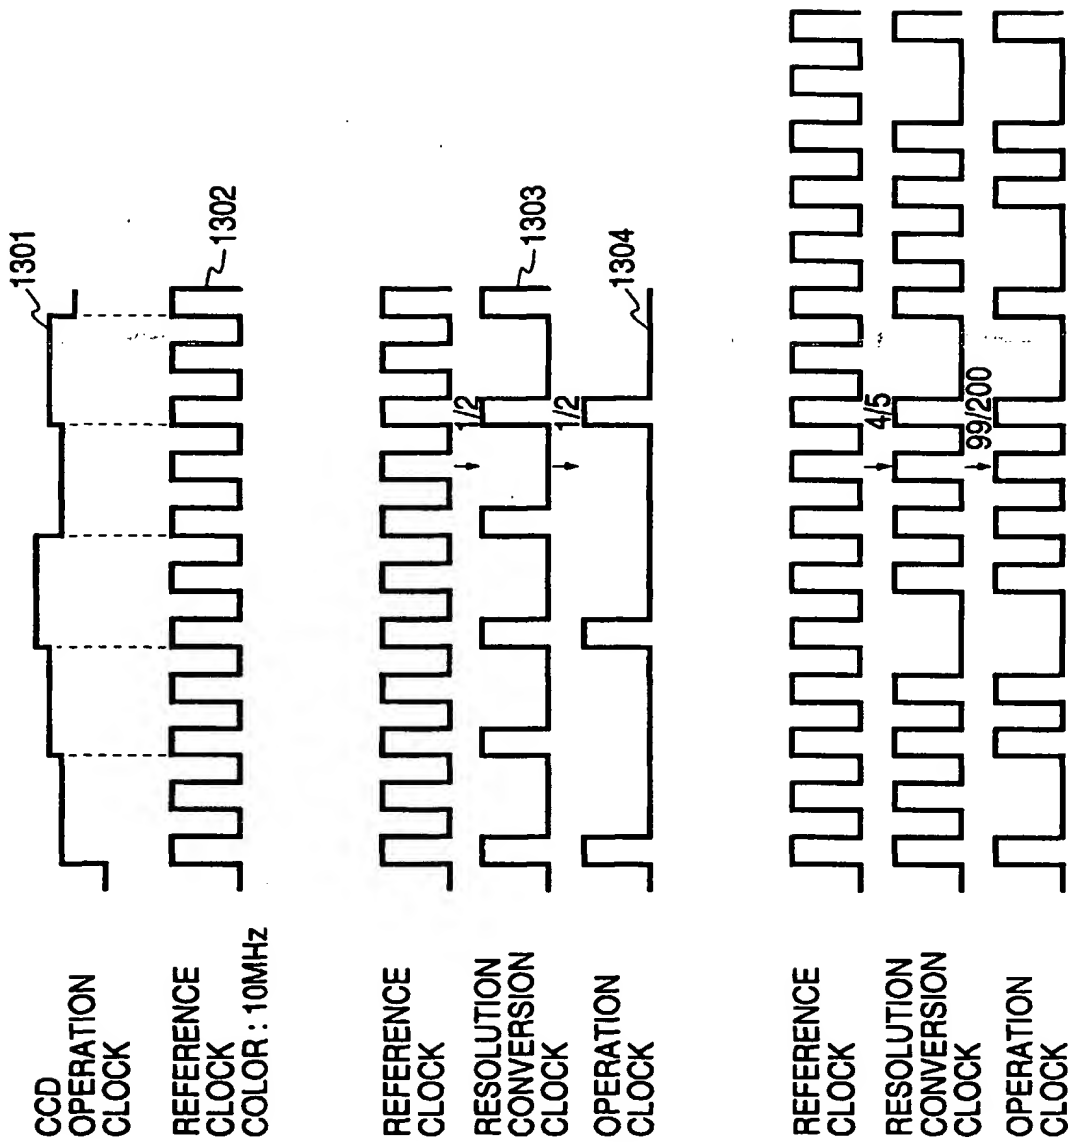 CCD
OPERATION
CLOCK
1301
REFERENCE
CLOCK
COLOR : 10MHz
1302
REFERENCE
CLOCK
1/2
RESOLUTION
CONVERSION
CLOCK
1303
1/2
OPERATION
CLOCK
1304
REFERENCE
CLOCK
4/5
RESOLUTION
CONVERSION
CLOCK
99/200
OPERATION
CLOCK